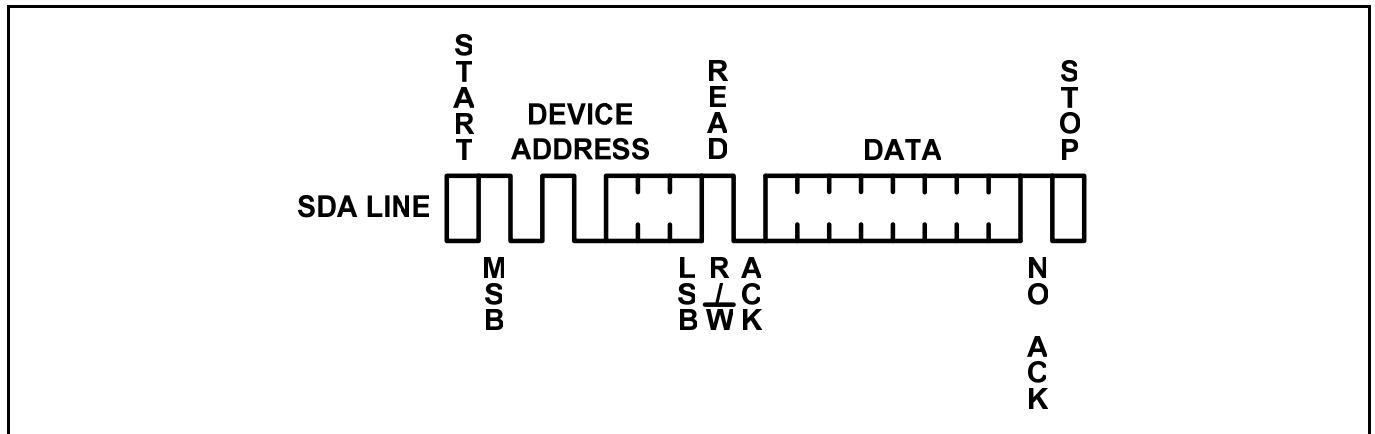 START
DEVICE
ADDRESS
READ
DATA
STOP
SDA LINE
MSB
LSB
R/W
ACK
NO ACK